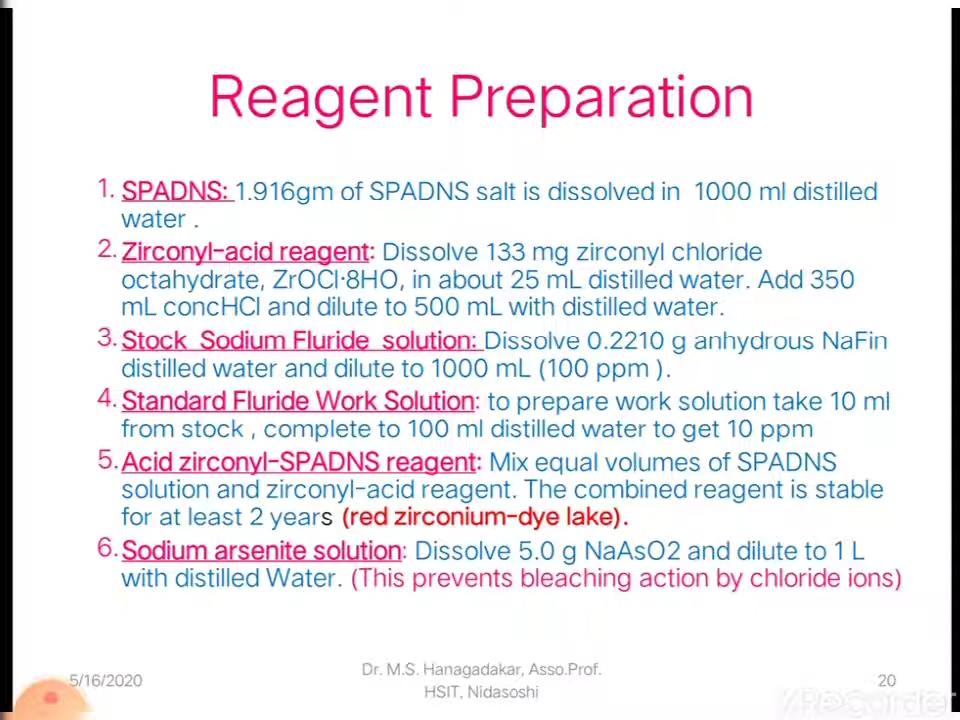 Reagent Preparation
1. SPADNS: 1.916gm of SPADNS salt is dissolved in 1000 ml distilled
water .
2. Zirconyl-acid reagent: Dissolve 133 mg zirconyl chloride
octahydrate, ZrOCl·8HO, in about 25 mL distilled water. Add 350
mL concHCl and dilute to 500 mL with distilled water.
3. Stock Sodium Fluride solution: Dissolve 0.2210 g anhydrous NaFin
distilled water and dilute to 1000 mL (100 ppm ).
4. Standard Fluride Work Solution: to prepare work solution take 10 ml
from stock , complete to 100 ml distilled water to get 10 ppm
5. Acid zirconyl-SPADNS reagent: Mix equal volumes of SPADNS
solution and zirconyl-acid reagent. The combined reagent is stable
for at least 2 years (red zirconium-dye lake).
6. Sodium arsenite solution: Dissolve 5.0 g NaAsO2 and dilute to 1 L
with distilled Water. (This prevents bleaching action by chloride ions)
5/16/2020
Dr. M.S. Hanagadakar, Asso.Prof.
HSIT, Nidasoshi
20